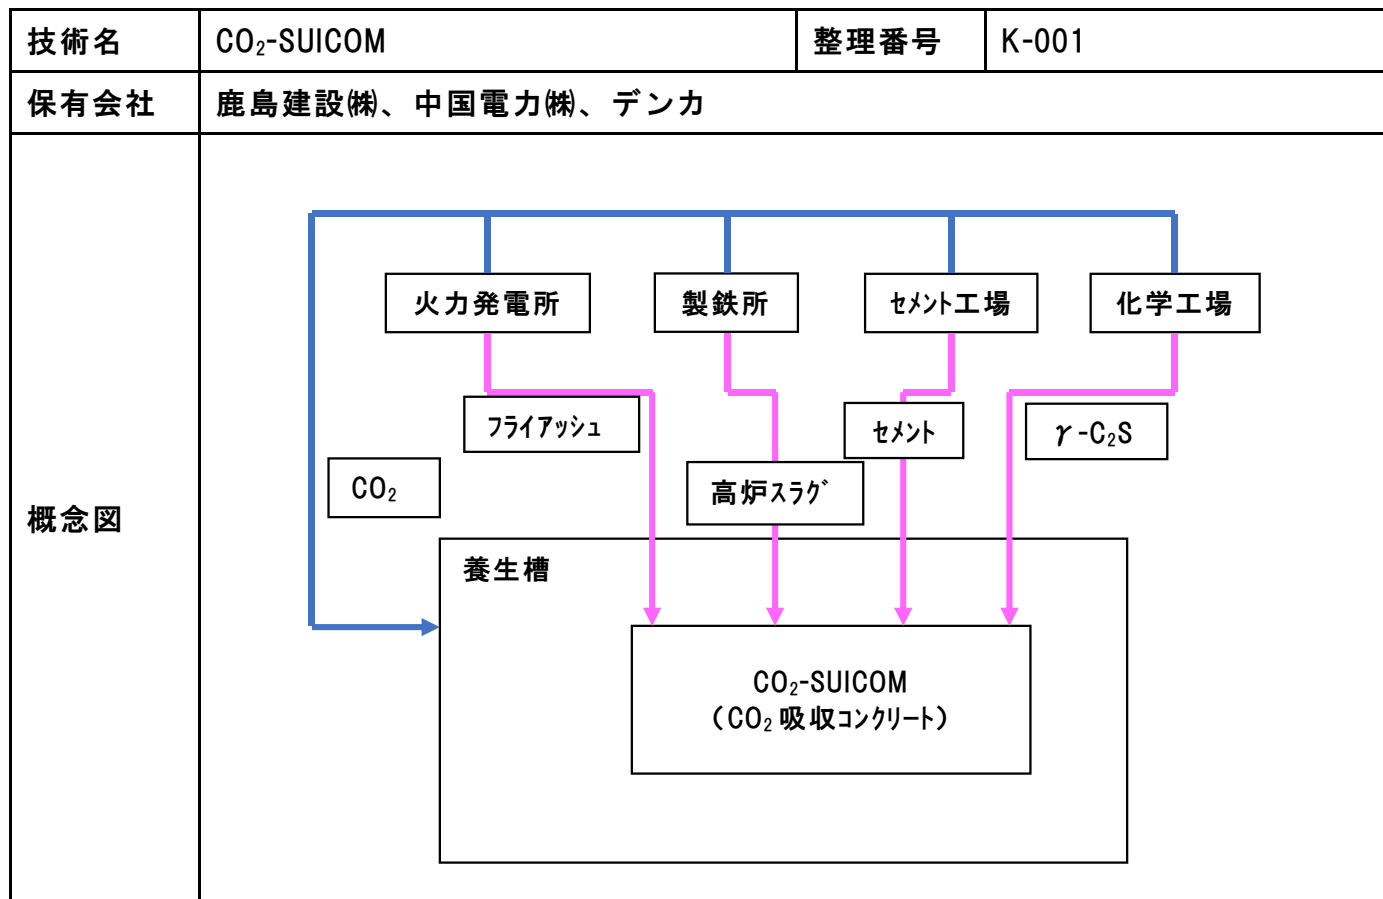 技術名 CO₂-SUICOM 整理番号 K-001
保有会社 鹿島建設㈱、中国電力㈱、デンカ
概念図
火力発電所 製鉄所 ｾﾒﾝﾄ工場 化学工場
フライアッシュ
セメント
γ-C₂S
CO₂
高炉ｽﾗｸﾞ
養生槽
CO₂-SUICOM
（CO₂吸収ｺﾝｸﾘｰﾄ）